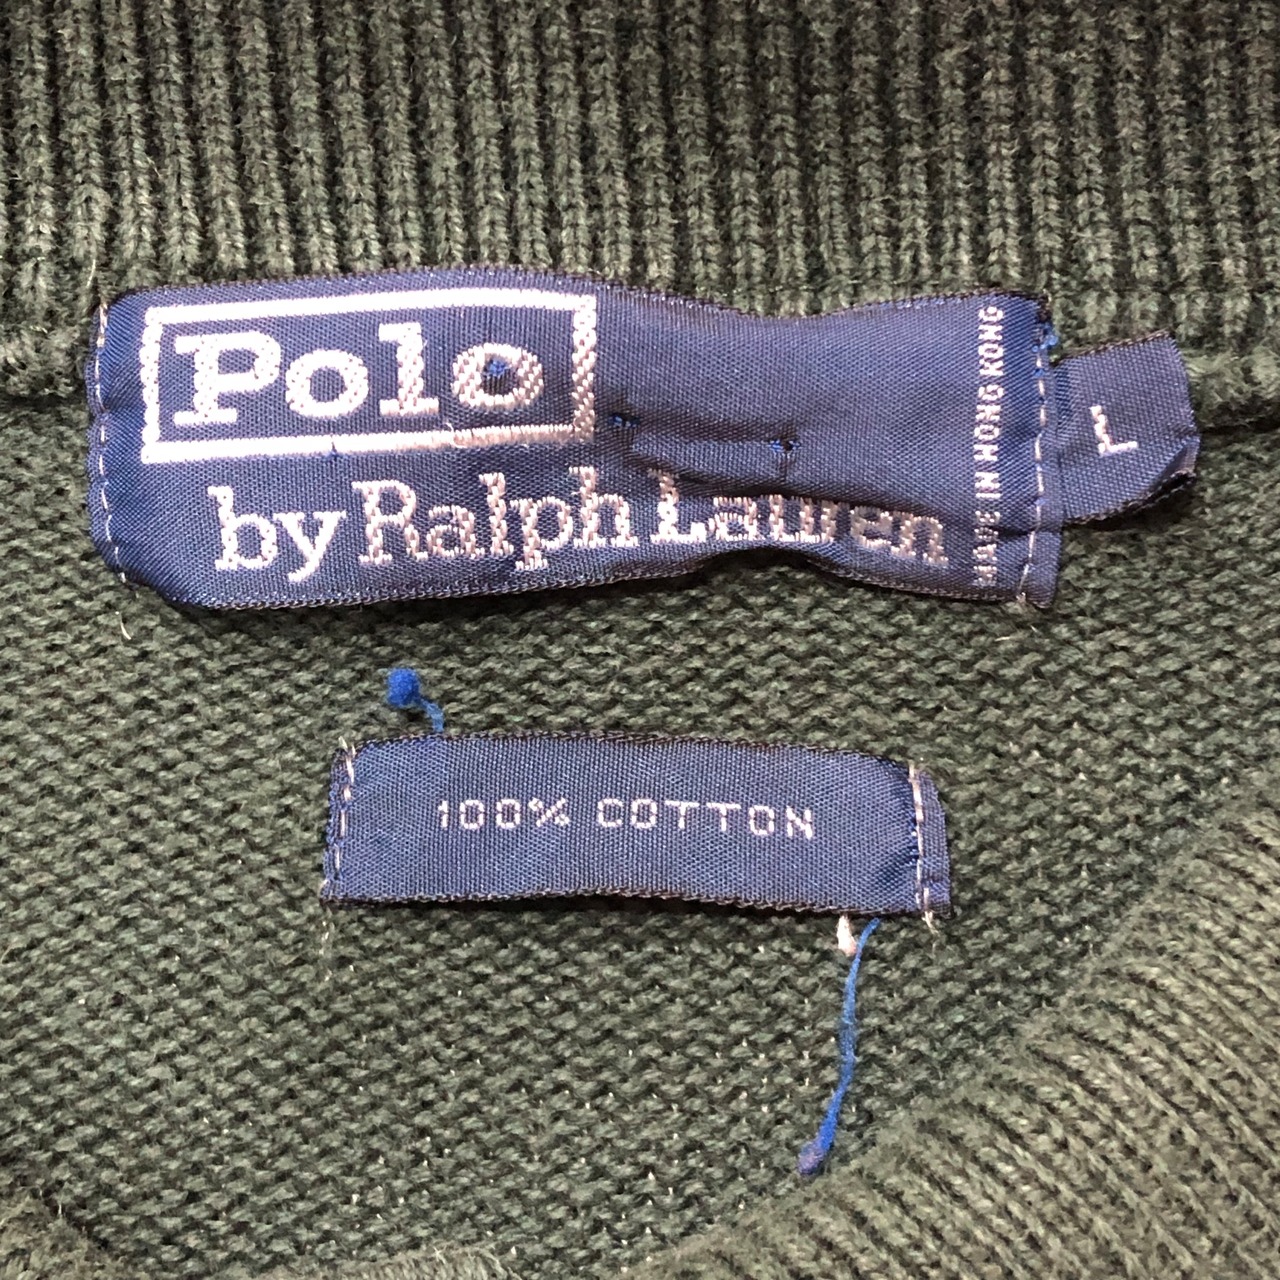 Polo
by Ralph Lauren
MADE IN HONG KONG
L
100% COTTON